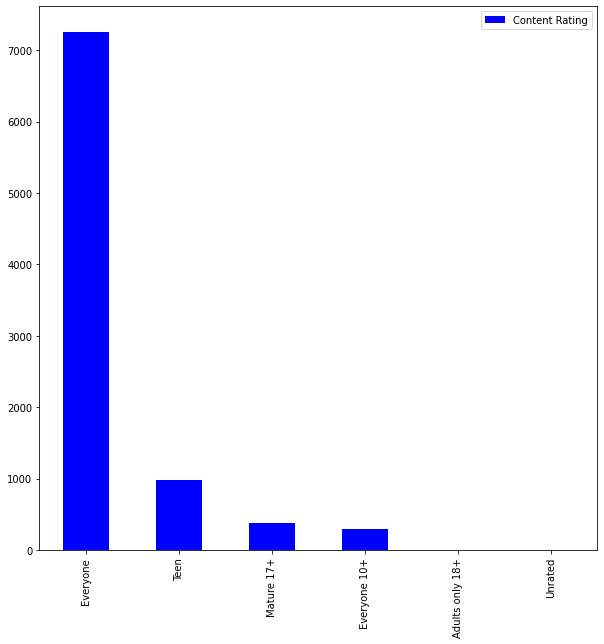 Content Rating
7000
6000
5000
4000
3000
2000
1000
0
Everyone
Teen
Mature 17+
Everyone 10+
Adults only 18+
Unrated